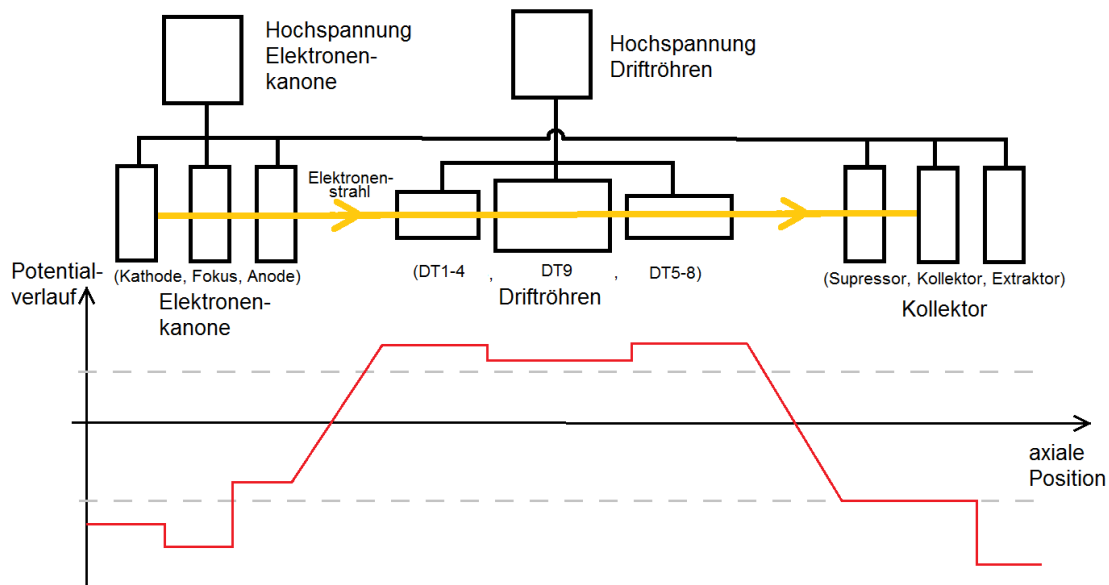 Hochspannung
Elektronen-
kanone
Hochspannung
Driftröhren
Elektronen-
strahl
(Kathode, Fokus, Anode)
Elektronen-
kanone
(DT1-4 , DT9 , DT5-8)
Driftröhren
(Supressor, Kollektor, Extraktor)
Kollektor
Potential-
verlauf
axiale
Position